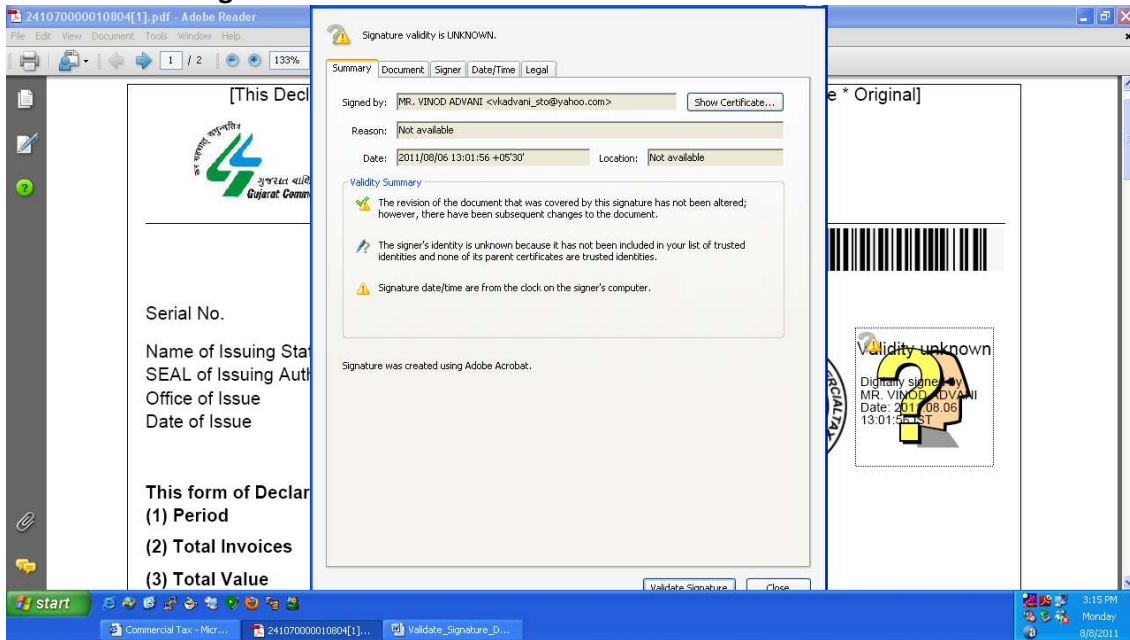 241070000010804[1].pdf - Adobe Reader
File Edit View Document Tools Window Help
1 / 2 133%
[This Decl
e * Original]
ગુજરાત વાણિ
Gujarat Comm
Serial No.
Name of Issuing Stat
SEAL of Issuing Auth
Office of Issue
Date of Issue
This form of Declar
(1) Period
(2) Total Invoices
(3) Total Value
Signature validity is UNKNOWN.
Summary Document Signer Date/Time Legal
Signed by: MR. VINOD ADVANI <vkadvani_sto@yahoo.com> Show Certificate...
Reason: Not available
Date: 2011/08/06 13:01:56 +05'30' Location: Not available
Validity Summary
The revision of the document that was covered by this signature has not been altered;
however, there have been subsequent changes to the document.
The signer's identity is unknown because it has not been included in your list of trusted
identities and none of its parent certificates are trusted identities.
Signature date/time are from the clock on the signer's computer.
Signature was created using Adobe Acrobat.
Validate Signature Close
RCIAL TAX
Validity unknown
Digitally signed by
MR. VINOD ADVANI
Date: 2011.08.06
13:01:56 IST
start
Commercial Tax - Micr...
241070000010804[1]...
Validate_Signature_D...
3:15 PM
Monday
8/8/2011